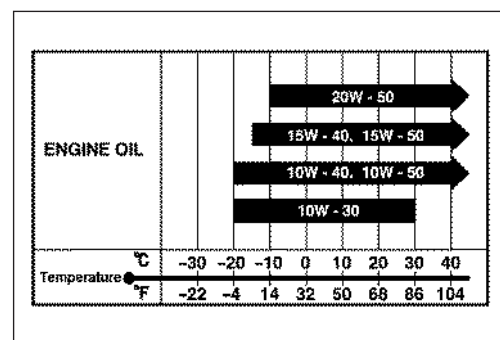 20W - 50
15W - 40, 15W - 50
ENGINE OIL
10W - 40, 10W - 50
10W - 30
°C -30 -20 -10 0 10 20 30 40
Temperature
°F -22 -4 14 32 50 68 86 104